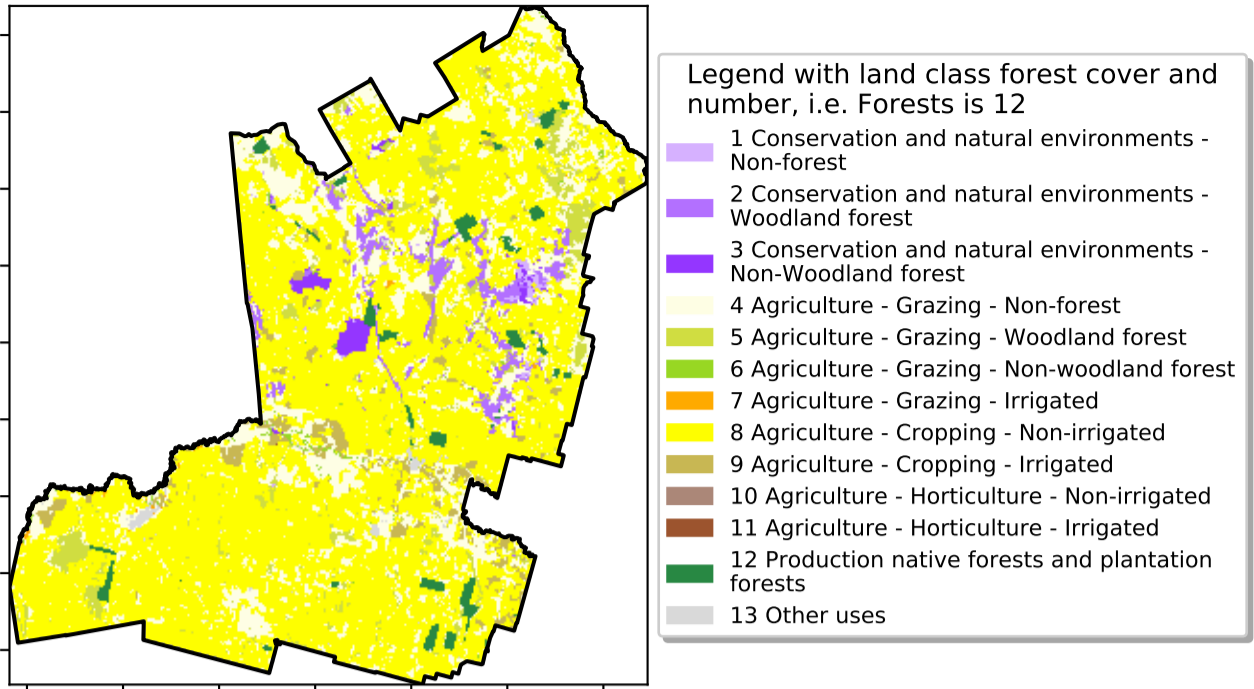 Legend with land class forest cover and
number, i.e. Forests is 12
1 Conservation and natural environments -
Non-forest
2 Conservation and natural environments -
Woodland forest
3 Conservation and natural environments -
Non-Woodland forest
4 Agriculture - Grazing - Non-forest
5 Agriculture - Grazing - Woodland forest
6 Agriculture - Grazing - Non-woodland forest
7 Agriculture - Grazing - Irrigated
8 Agriculture - Cropping - Non-irrigated
9 Agriculture - Cropping - Irrigated
10 Agriculture - Horticulture - Non-irrigated
11 Agriculture - Horticulture - Irrigated
12 Production native forests and plantation
forests
13 Other uses